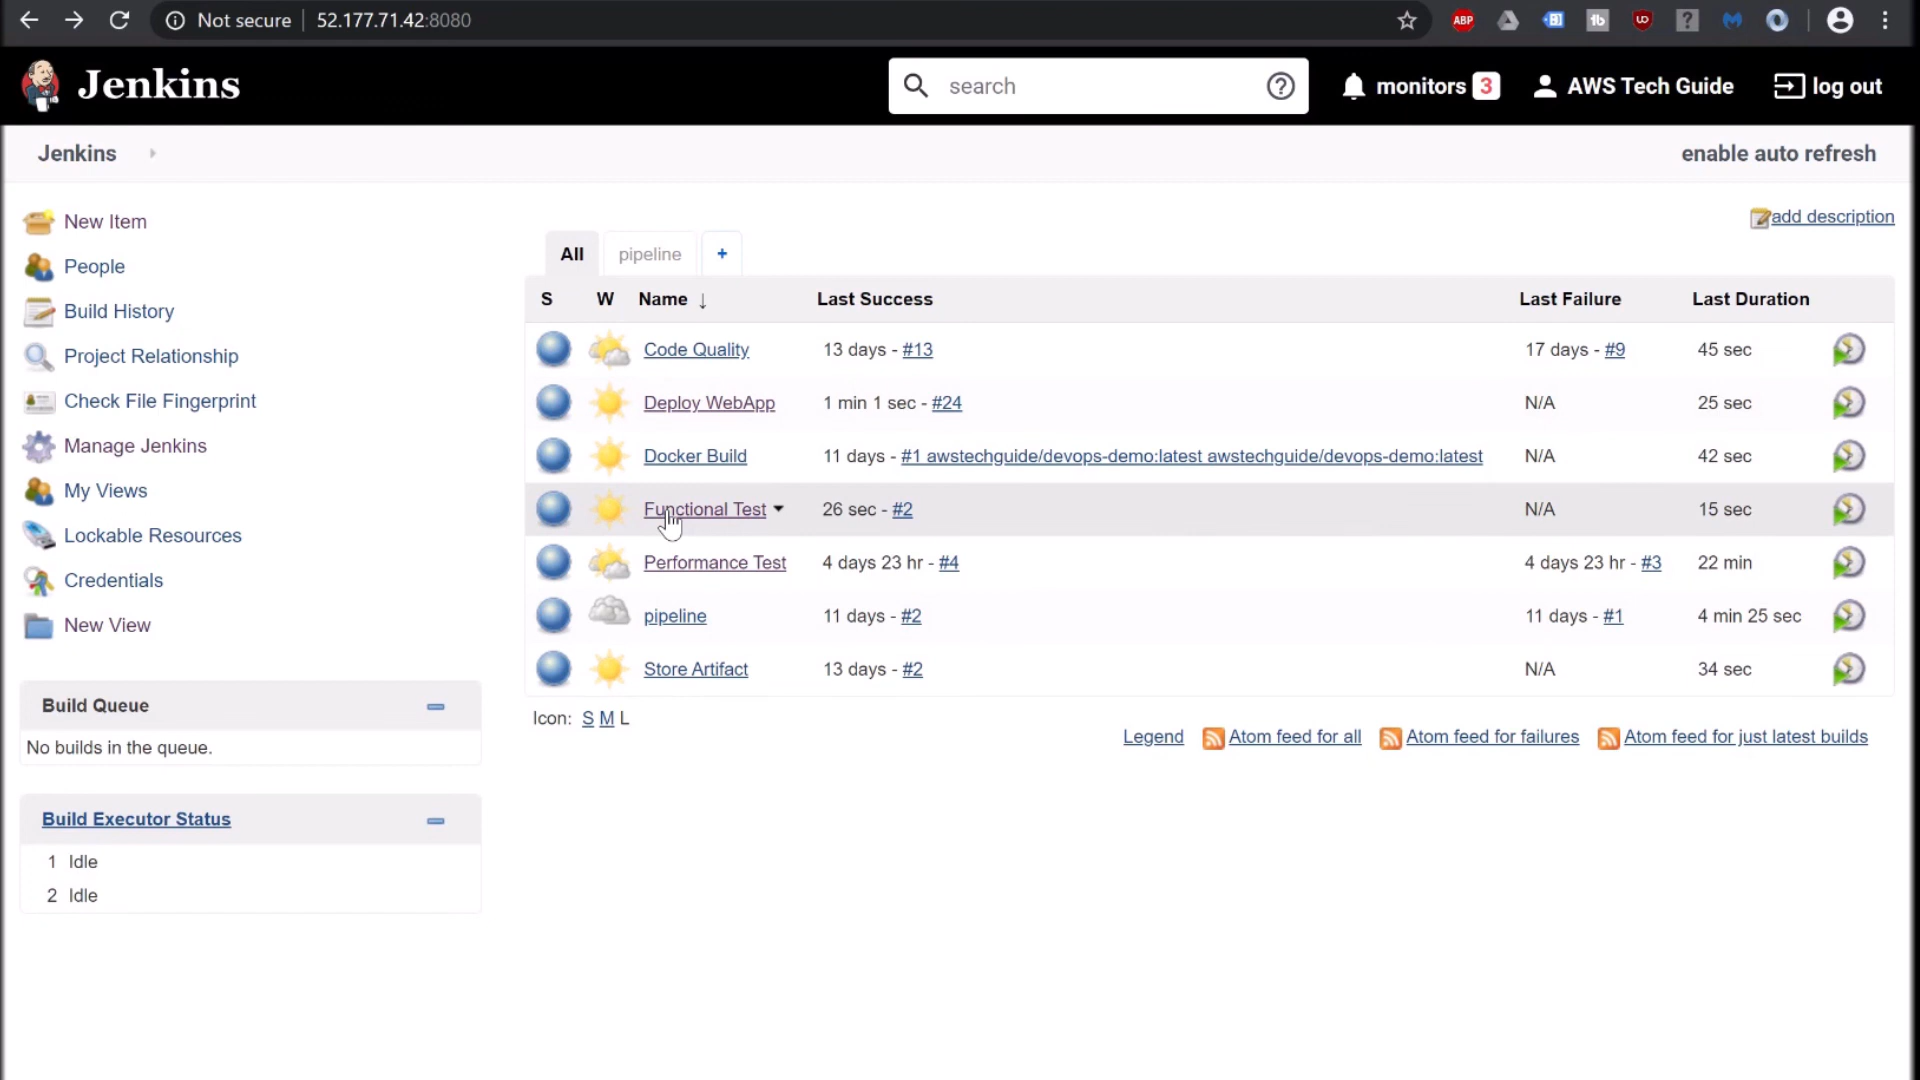 Not secure 52.177.71.42:8080
ABP
Jenkins
search
monitors 3
AWS Tech Guide
log out
Jenkins
enable auto refresh
New Item
People
Build History
Project Relationship
Check File Fingerprint
Manage Jenkins
My Views
Lockable Resources
Credentials
New View
add description
All pipeline +
S W Name ↓ Last Success Last Failure Last Duration
Code Quality 13 days - #13 17 days - #9 45 sec
Deploy WebApp 1 min 1 sec - #24 N/A 25 sec
Docker Build 11 days - #1 awstechguide/devops-demo:latest awstechguide/devops-demo:latest N/A 42 sec
Functional Test 26 sec - #2 N/A 15 sec
Performance Test 4 days 23 hr - #4 4 days 23 hr - #3 22 min
pipeline 11 days - #2 11 days - #1 4 min 25 sec
Store Artifact 13 days - #2 N/A 34 sec
Icon: S M L
Legend Atom feed for all Atom feed for failures Atom feed for just latest builds
Build Queue
No builds in the queue.
Build Executor Status
1 Idle
2 Idle